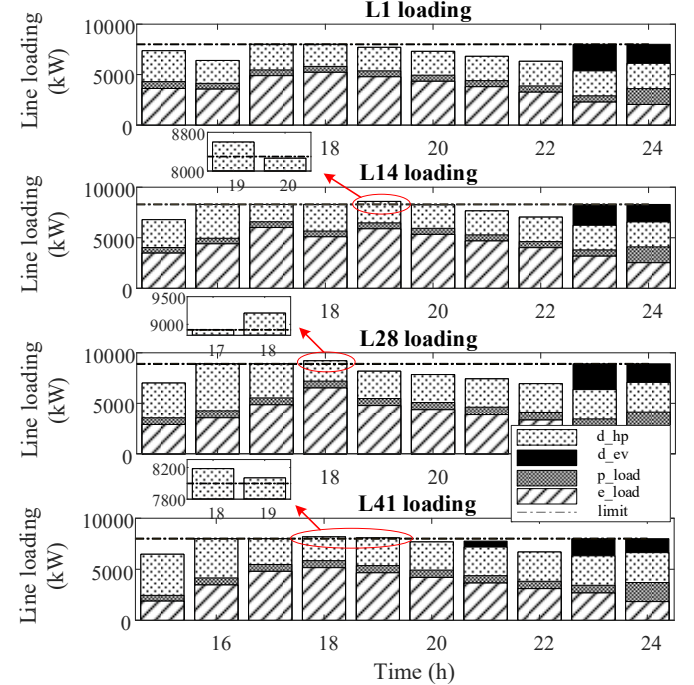 L1 loading
Line loading
(kW)
10000
5000
0
18
20
22
24
8800
8000
19
20
L14 loading
Line loading
(kW)
10000
5000
0
18
20
22
24
9500
9000
17
18
L28 loading
Line loading
(kW)
10000
5000
0
18
20
d_hp
d_ev
p_load
e_load
limit
8200
7800
18
19
L41 loading
Line loading
(kW)
10000
5000
0
16
18
20
22
24
Time (h)